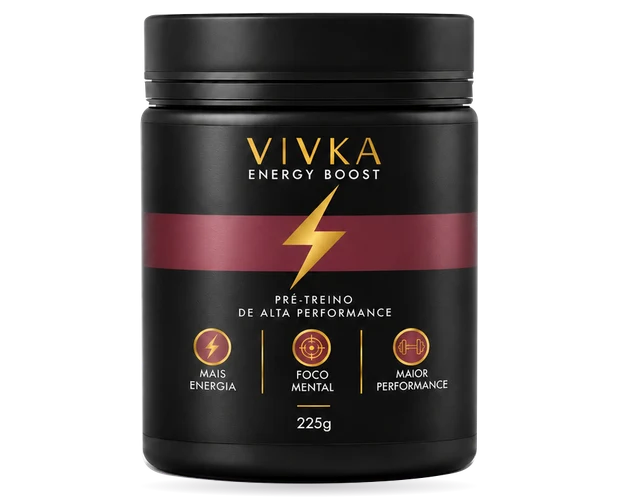 VIVKA
ENERGY BOOST
PRÉ-TREINO
DE ALTA PERFORMANCE
MAIS
ENERGIA
FOCO
MENTAL
MAIOR
PERFORMANCE
225g